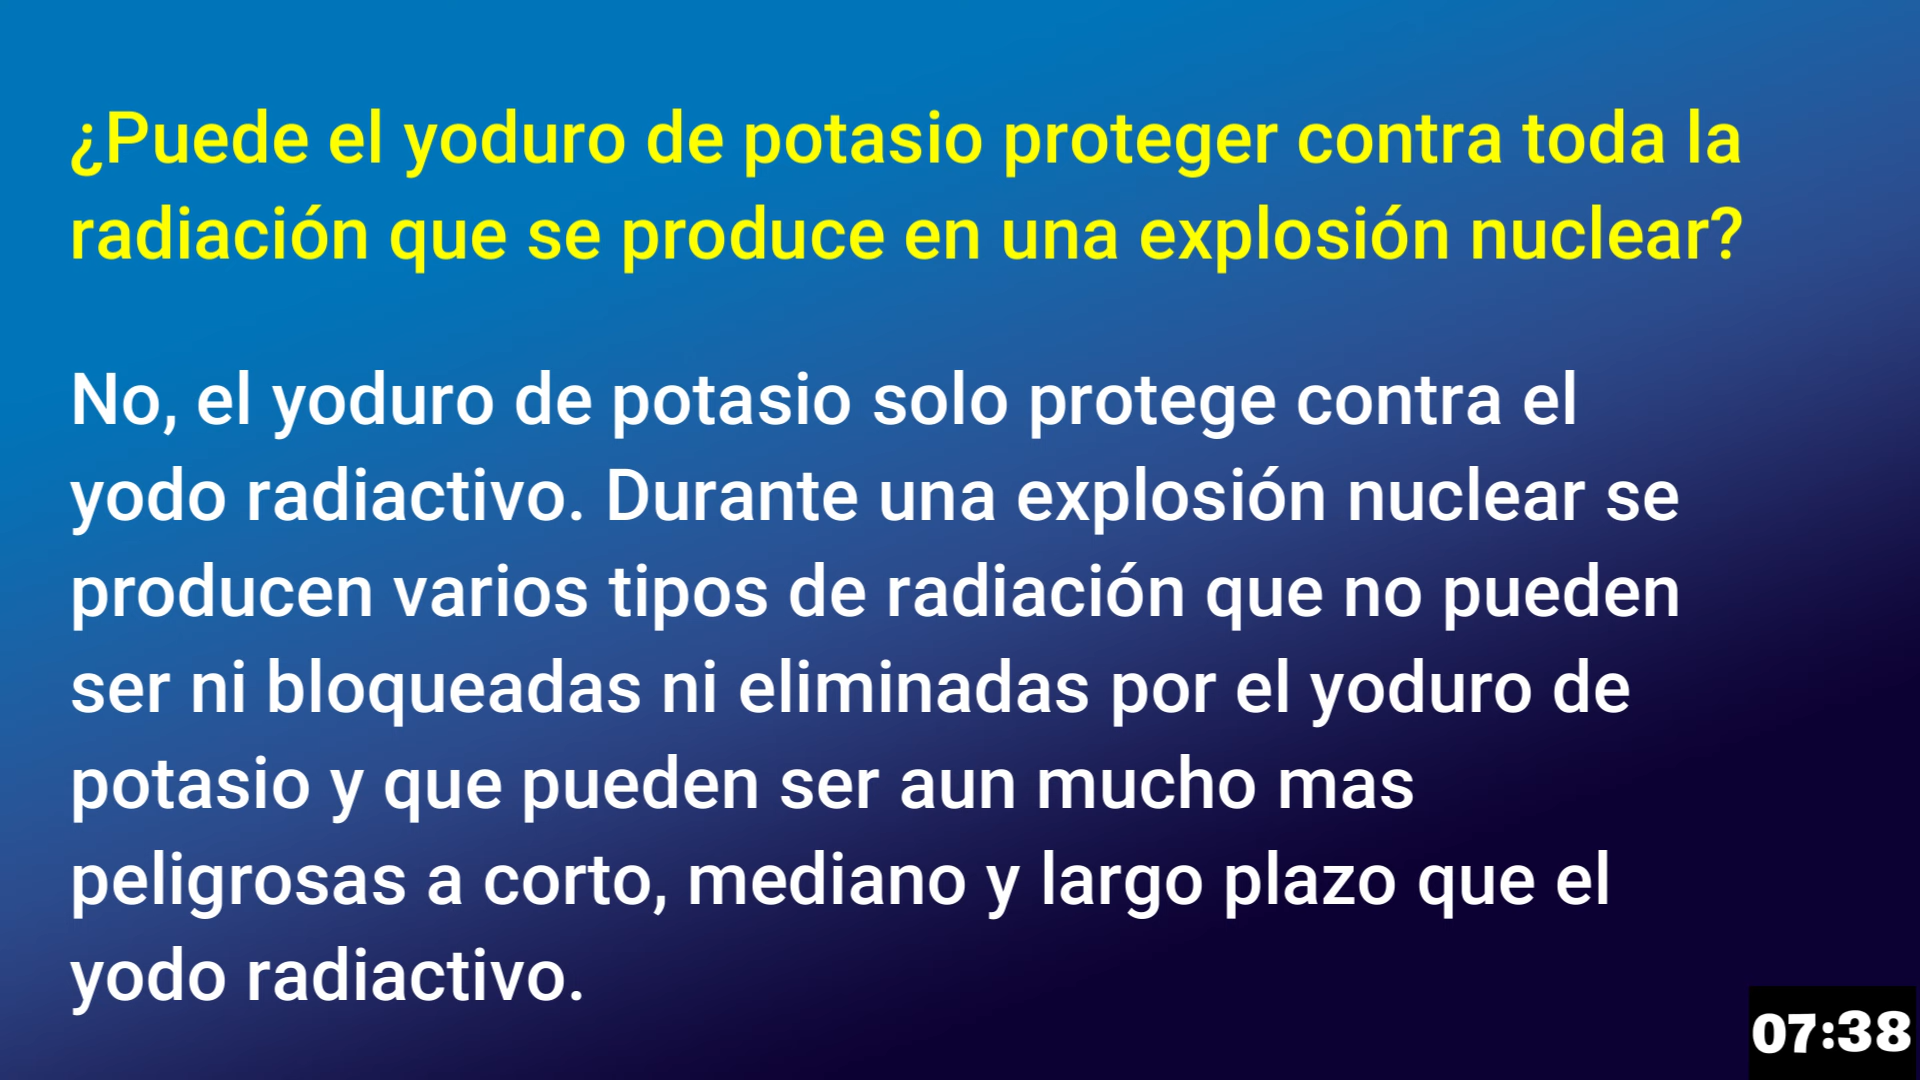 ¿Puede el yoduro de potasio proteger contra toda la
radiación que se produce en una explosión nuclear?
No, el yoduro de potasio solo protege contra el
yodo radiactivo. Durante una explosión nuclear se
producen varios tipos de radiación que no pueden
ser ni bloqueadas ni eliminadas por el yoduro de
potasio y que pueden ser aun mucho mas
peligrosas a corto, mediano y largo plazo que el
yodo radiactivo.
07:38